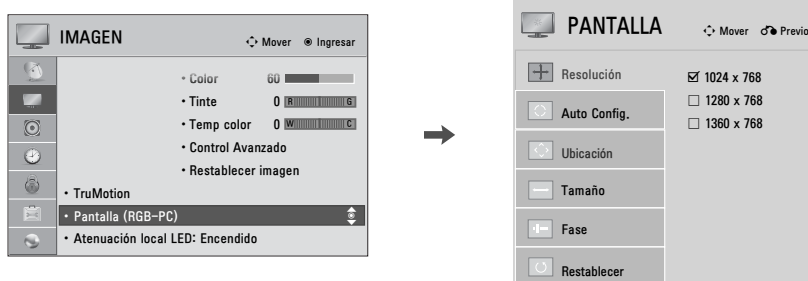 IMAGEN
Mover Ingresar
• Color 60
• Tinte 0 R G
• Temp color 0 W C
• Control Avanzado
• Restablecer imagen
• TruMotion
• Pantalla (RGB-PC)
• Atenuación local LED: Encendido
PANTALLA
Mover Previo
Resolución
Auto Config.
Ubicación
Tamaño
Fase
Restablecer
☑ 1024 x 768
☐ 1280 x 768
☐ 1360 x 768